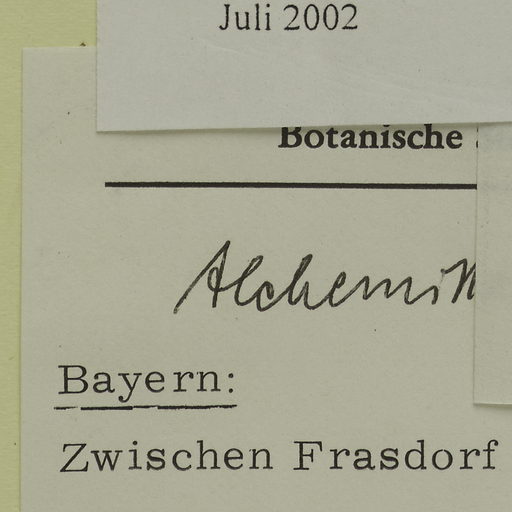 Juli 2002
Botanische
Alchemill
Bayern:
Zwischen Frasdorf